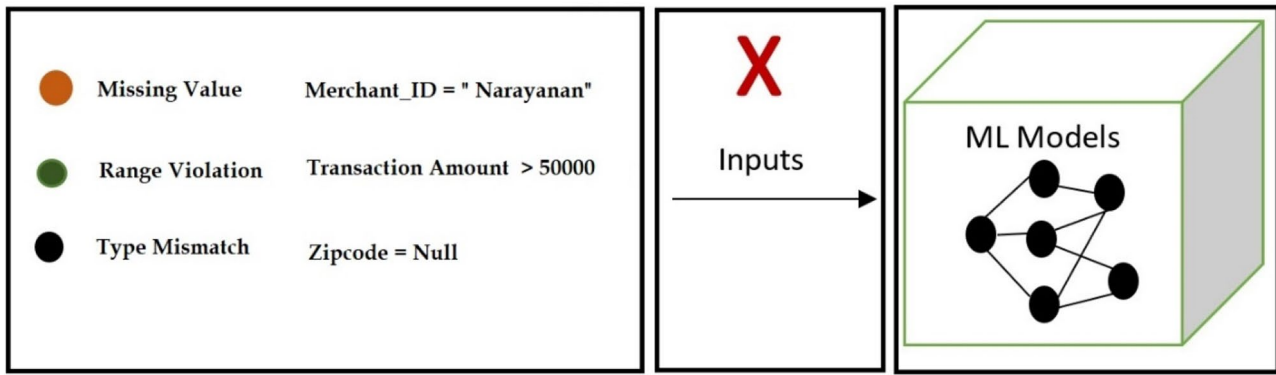 Missing Value Merchant_ID = " Narayanan"
Range Violation Transaction Amount > 50000
Type Mismatch Zipcode = Null
X
Inputs
ML Models